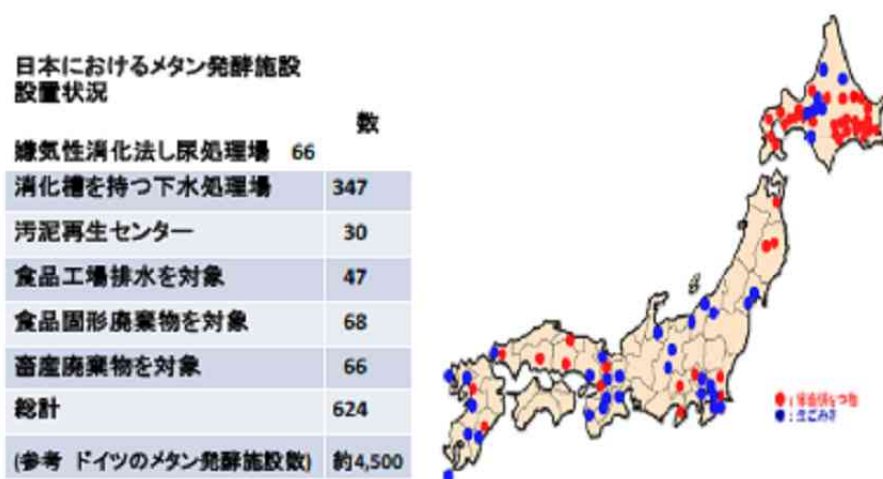 日本におけるメタン発酵施設
設置状況
数
嫌気性消化法し尿処理場 66
消化槽を持つ下水処理場 347
汚泥再生センター 30
食品工場排水を対象 47
食品固形廃棄物を対象 68
畜産廃棄物を対象 66
総計 624
(参考 ドイツのメタン発酵施設数) 約4,500
:生ごみ等